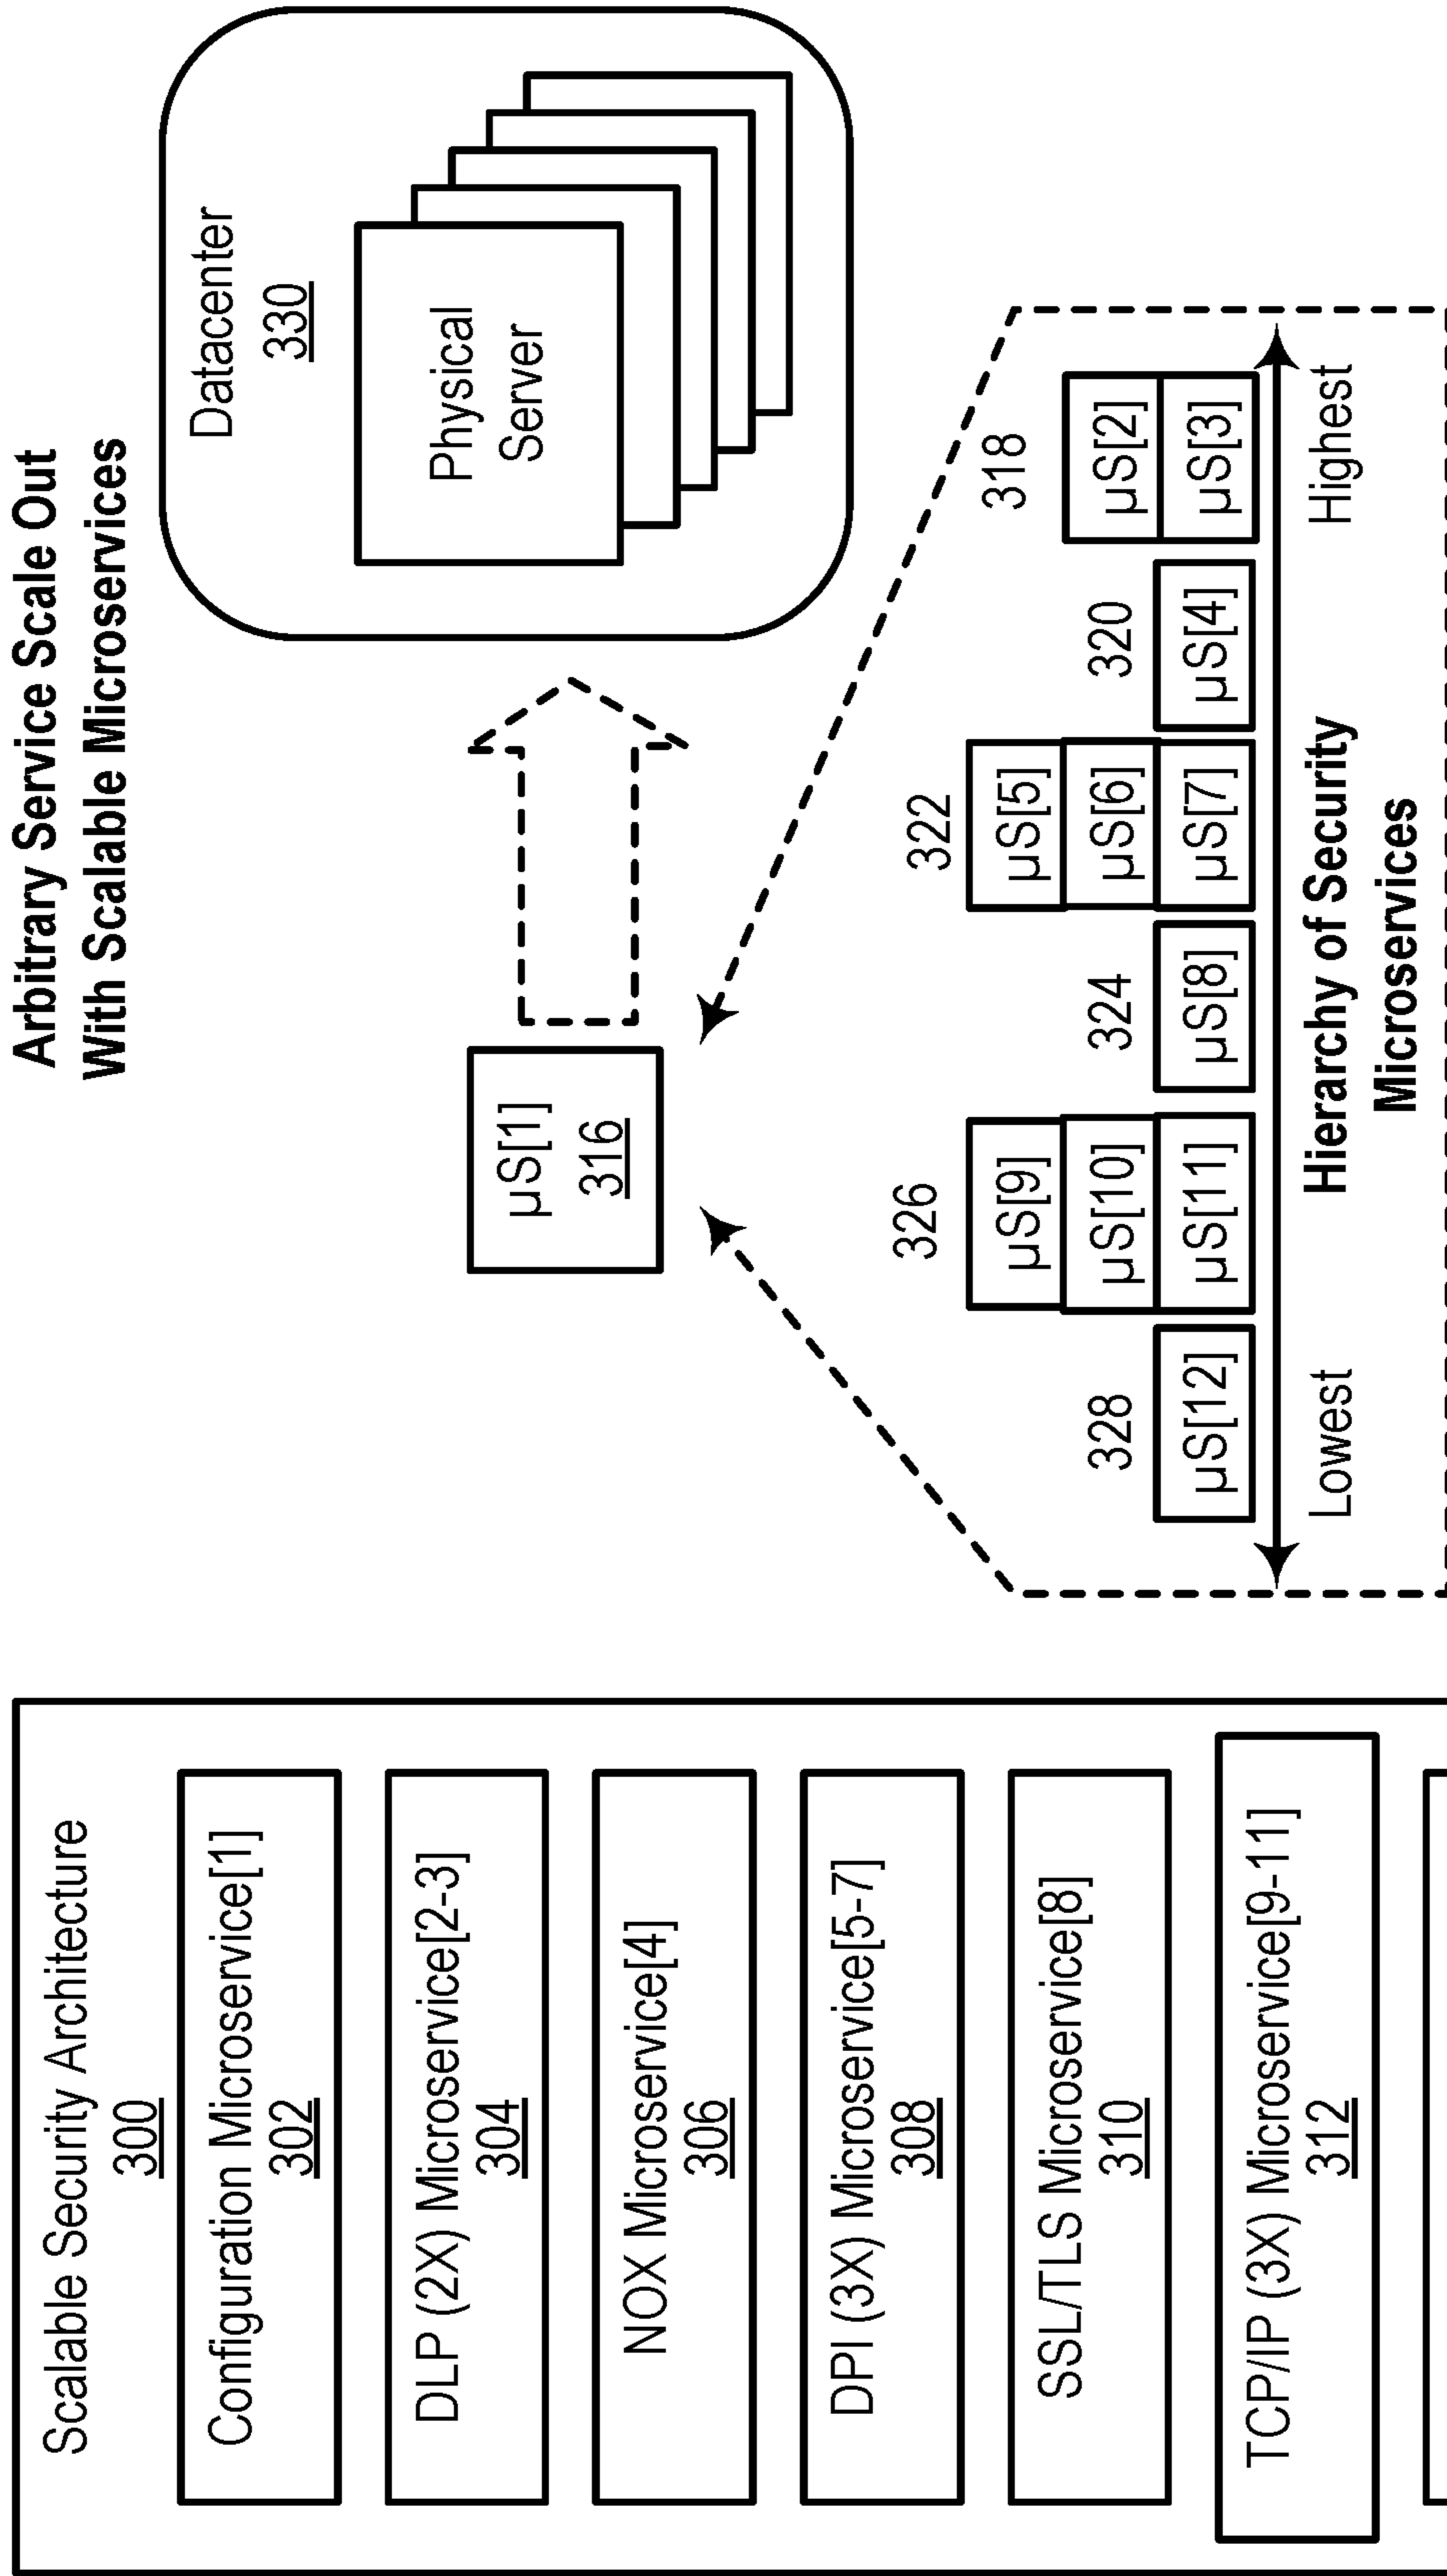 Scalable Security Architecture
300
Configuration Microservice[1]
302
DLP (2X) Microservice[2-3]
304
NOX Microservice[4]
306
DPI (3X) Microservice[5-7]
308
SSL/TLS Microservice[8]
310
TCP/IP (3X) Microservice[9-11]
312
Arbitrary Service Scale Out
With Scalable Microservices
µS[1]
316
Datacenter
330
Physical
Server
328
µS[12]
326
µS[9]
µS[10]
µS[11]
324
µS[8]
322
µS[5]
µS[6]
µS[7]
320
µS[4]
318
µS[2]
µS[3]
Lowest
Highest
Hierarchy of Security
Microservices